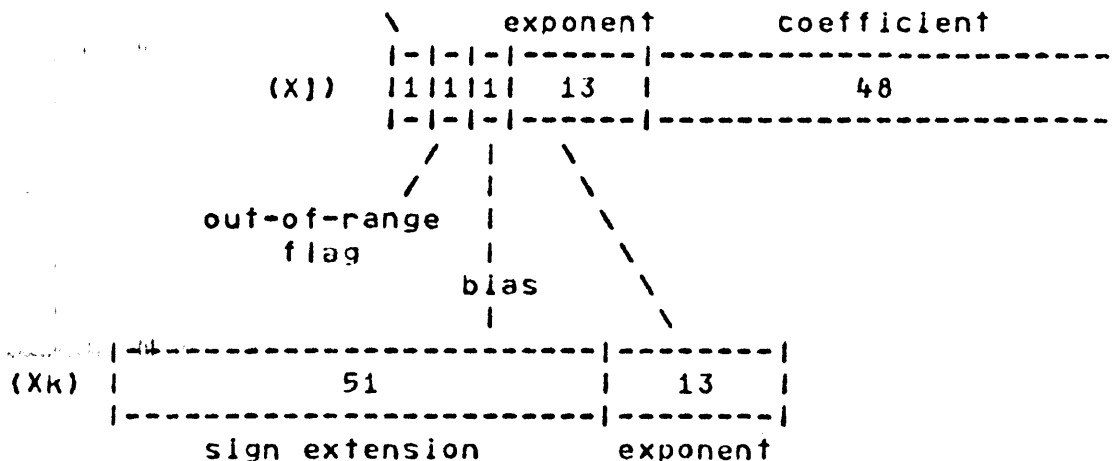 exponent coefficient
(Xj) |1|1|1| 13 | 48
out-of-range
flag
bias
(Xk) | 51 | 13 |
sign extension exponent